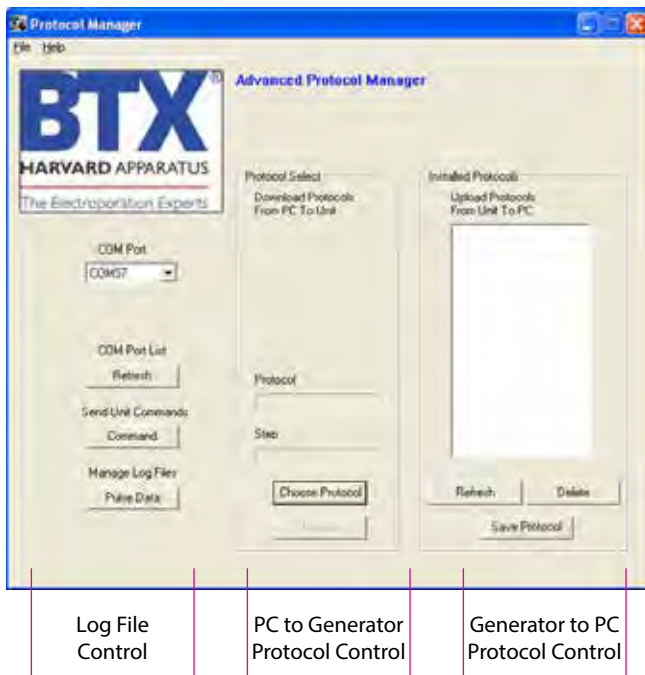 Protocol Manager
File Help
BTX®
HARVARD APPARATUS
The Electroporation Experts
Advanced Protocol Manager
COM Port
COM57
COM Port List
Refresh
Send Unit Commands
Command
Manage Log Files
Pulse Data
Protocol Select
Download Protocols
From PC To Unit
Protocol
Step
Choose Protocol
Installed Protocols
Upload Protocols
From Unit To PC
Refresh Delete
Save Protocol
Log File
Control
PC to Generator
Protocol Control
Generator to PC
Protocol Control